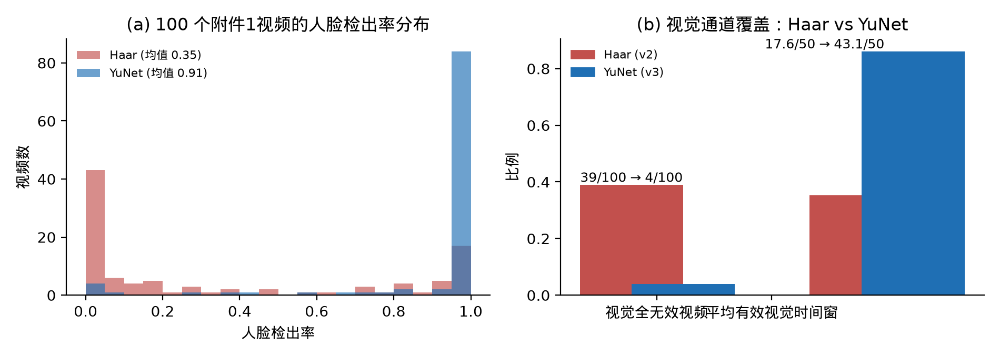 (a) 100 个附件1视频的人脸检出率分布
Haar (均值 0.35)
YuNet (均值 0.91)
视频数
80
60
40
20
0
0.0 0.2 0.4 0.6 0.8 1.0
人脸检出率
(b) 视觉通道覆盖：Haar vs YuNet
17.6/50 → 43.1/50
Haar (v2)
YuNet (v3)
39/100 → 4/100
比例
0.8
0.6
0.4
0.2
0.0
视觉全无效视频 平均有效视觉时间窗